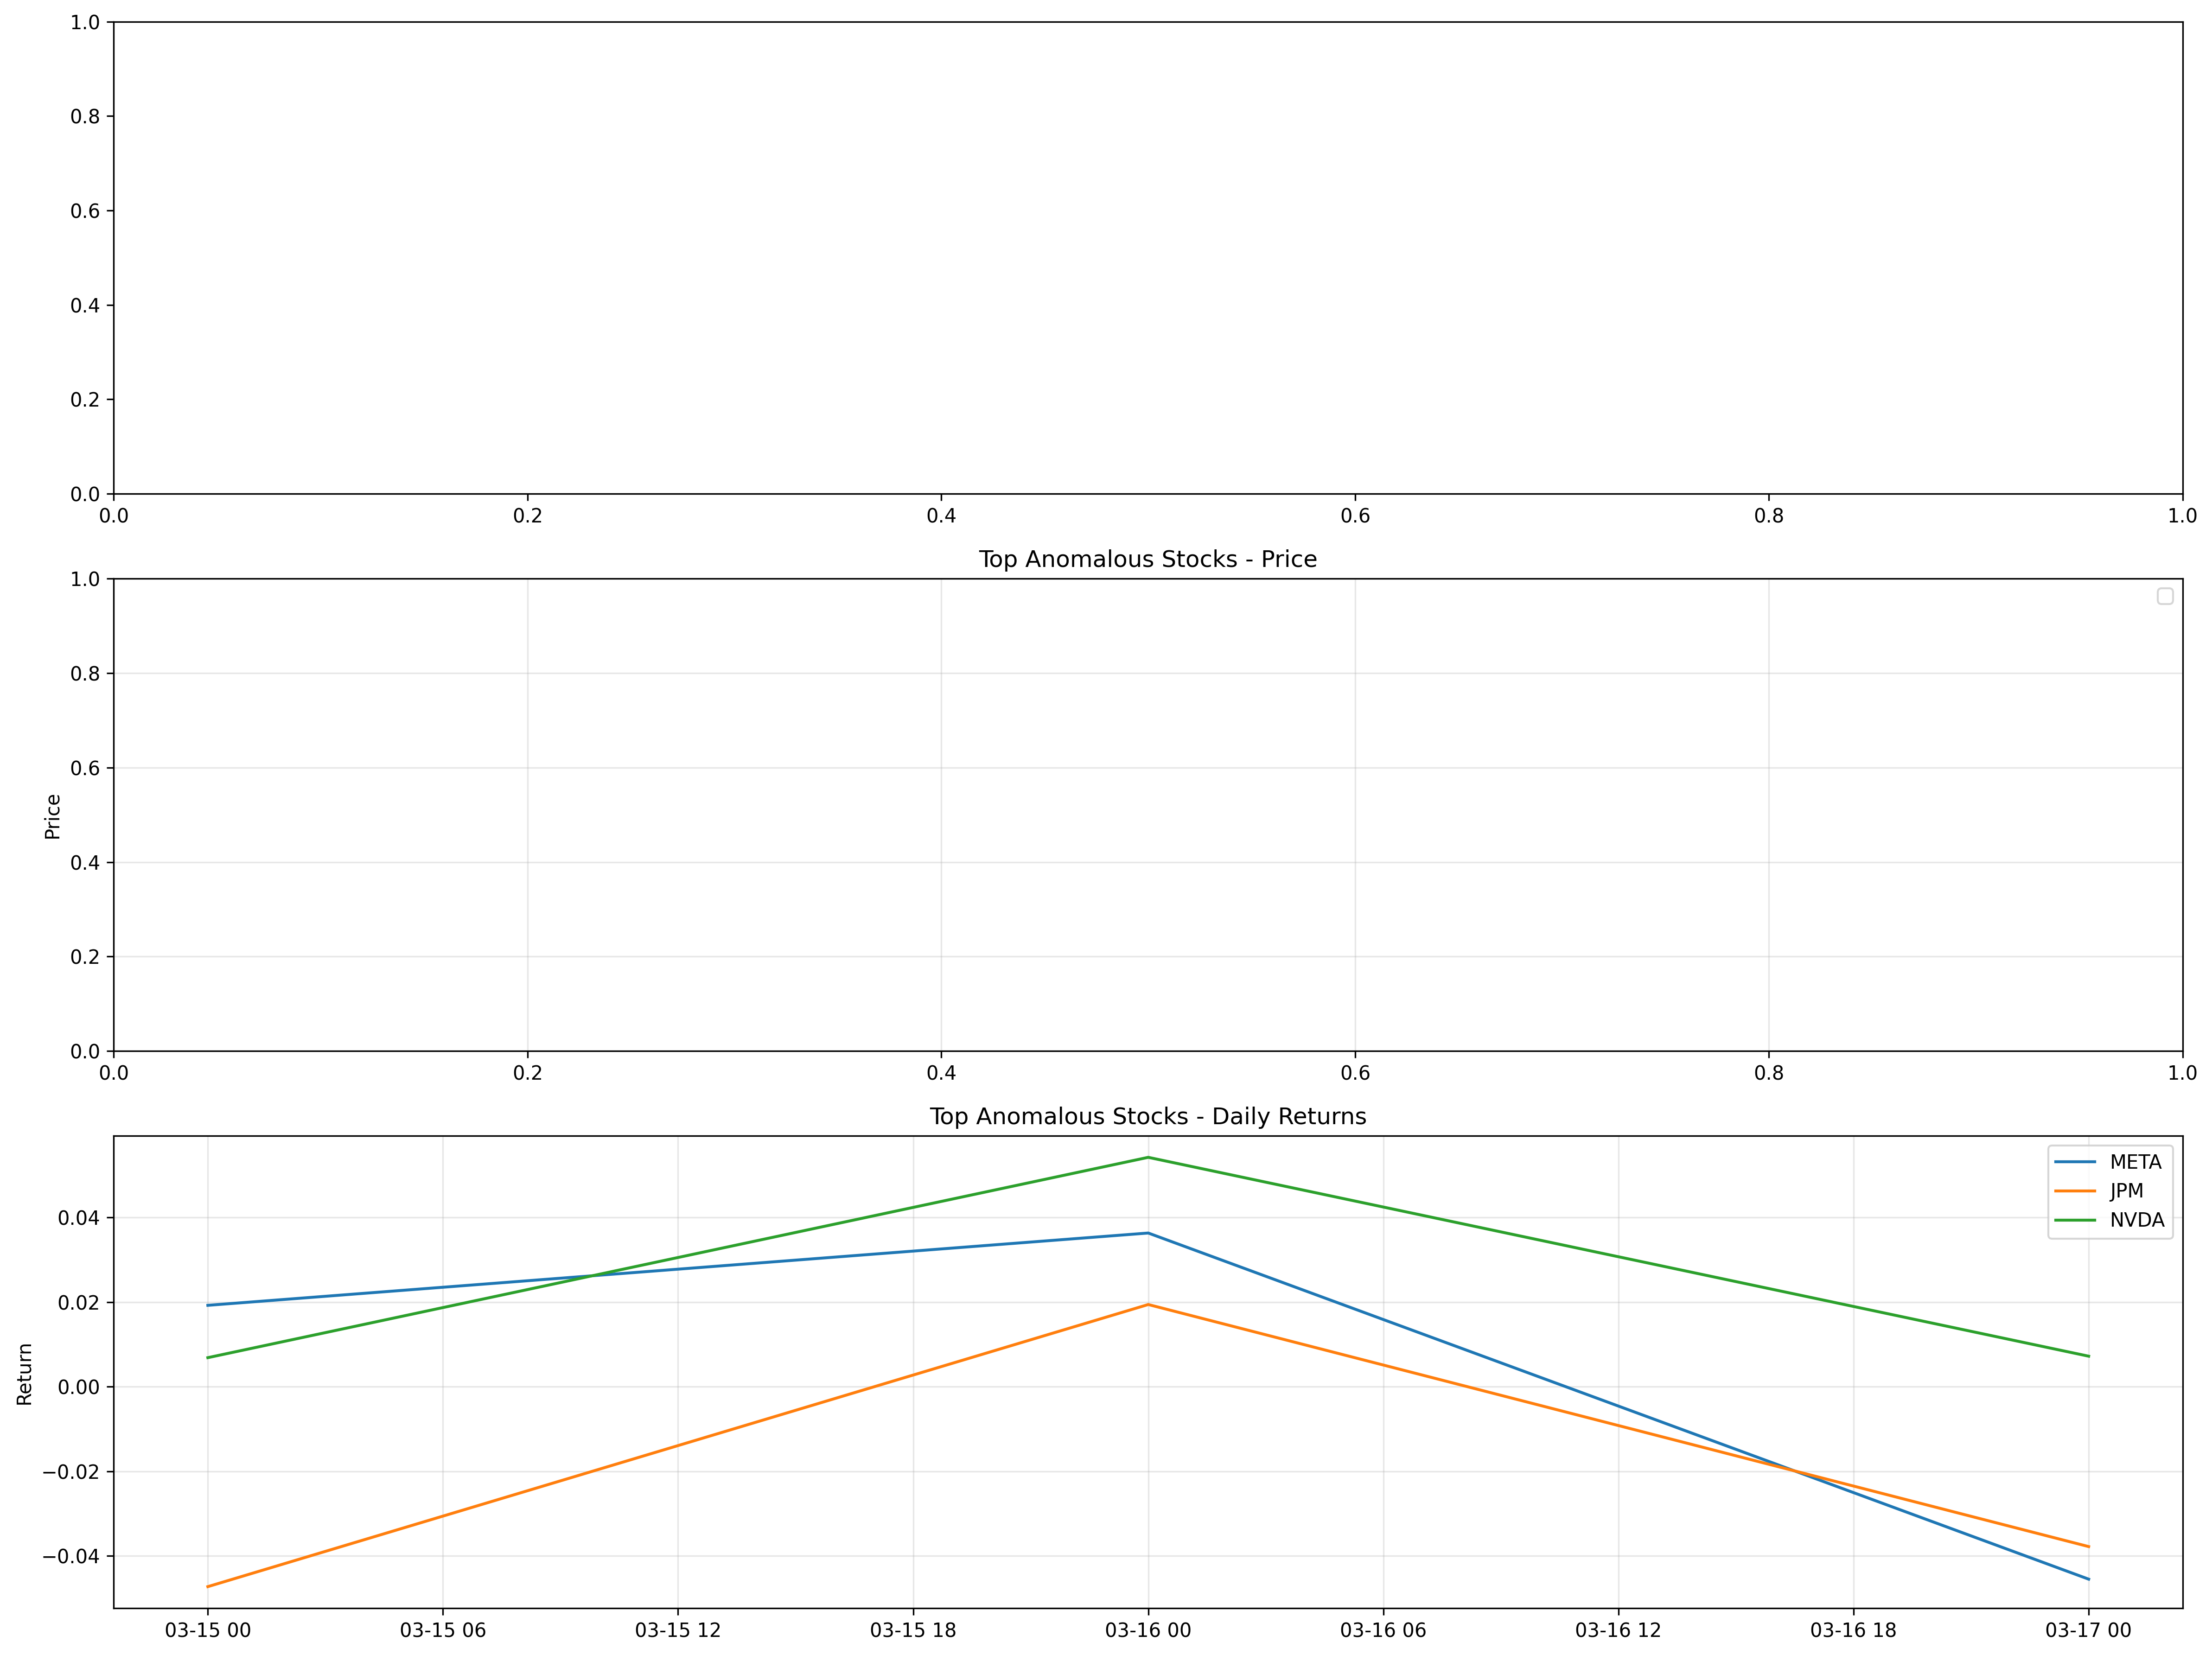 1.0
0.8
0.6
0.4
0.2
0.0
0.0 0.2 0.4 0.6 0.8 1.0
Top Anomalous Stocks - Price
1.0
0.8
0.6
0.4
0.2
0.0
Price
0.0 0.2 0.4 0.6 0.8 1.0
Top Anomalous Stocks - Daily Returns
META
JPM
NVDA
0.04
0.02
0.00
−0.02
−0.04
Return
03-15 00 03-15 06 03-15 12 03-15 18 03-16 00 03-16 06 03-16 12 03-16 18 03-17 00